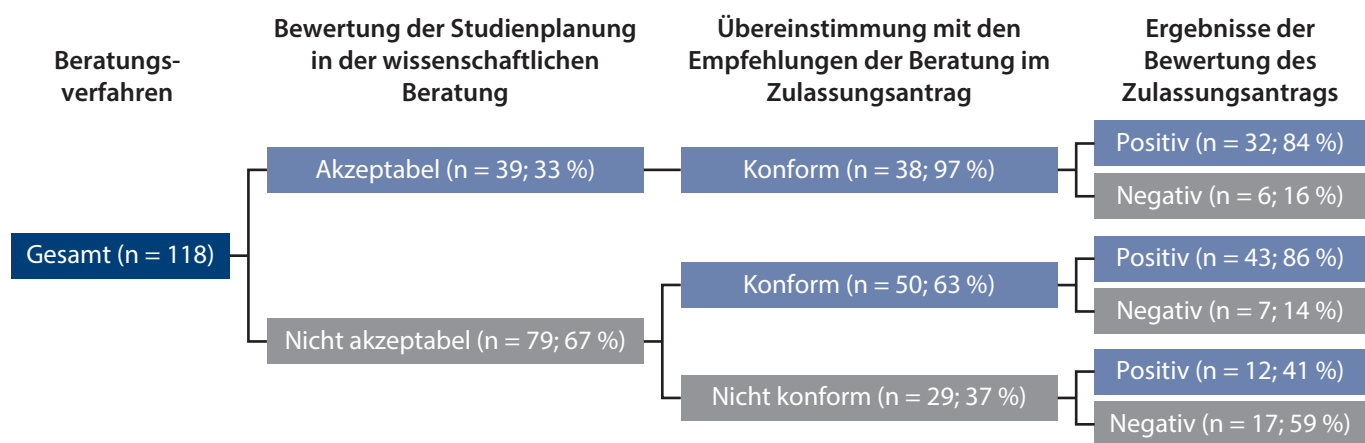 Beratungs-
verfahren
Bewertung der Studienplanung
in der wissenschaftlichen
Beratung
Übereinstimmung mit den
Empfehlungen der Beratung im
Zulassungsantrag
Ergebnisse der
Bewertung des
Zulassungsantrags
Gesamt (n = 118)
Akzeptabel (n = 39; 33 %)
Konform (n = 38; 97 %)
Positiv (n = 32; 84 %)
Negativ (n = 6; 16 %)
Nicht akzeptabel (n = 79; 67 %)
Konform (n = 50; 63 %)
Positiv (n = 43; 86 %)
Negativ (n = 7; 14 %)
Nicht konform (n = 29; 37 %)
Positiv (n = 12; 41 %)
Negativ (n = 17; 59 %)